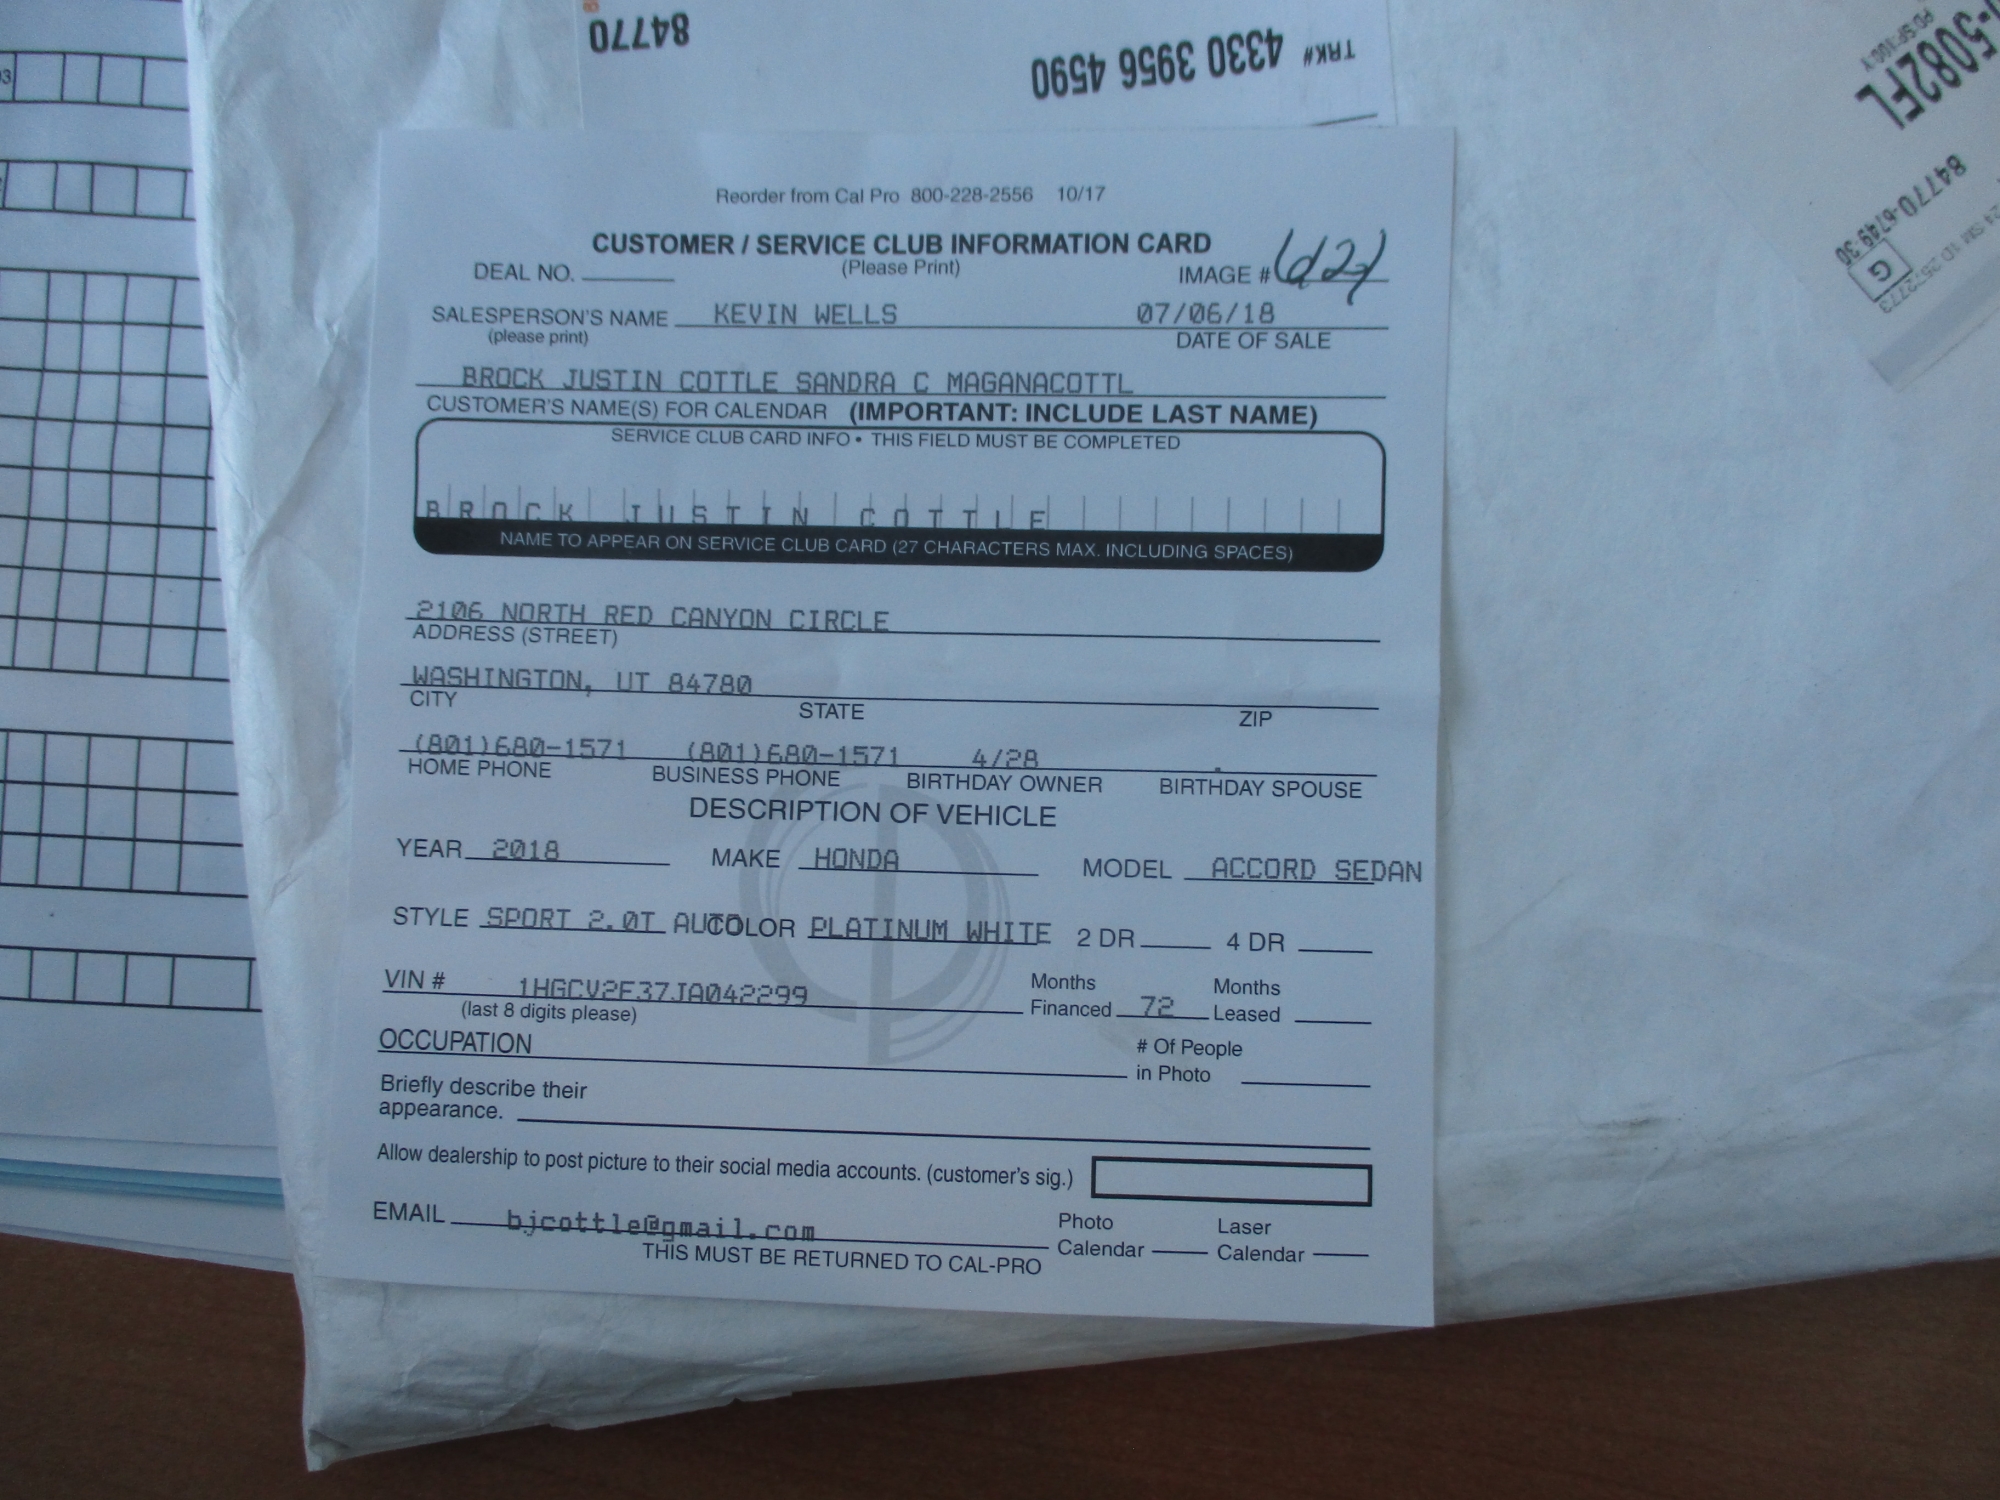 84770
TRK# 4330 3956 4590
5082FL
84770-6749-30
G
Reorder from Cal Pro 800-228-2556 10/17
CUSTOMER / SERVICE CLUB INFORMATION CARD
(Please Print)
DEAL NO. IMAGE #
SALESPERSON'S NAME KEVIN WELLS 07/06/18
(please print) DATE OF SALE
BROCK JUSTIN COTTLE SANDRA C MAGANACOTTL
CUSTOMER'S NAME(S) FOR CALENDAR (IMPORTANT: INCLUDE LAST NAME)
SERVICE CLUB CARD INFO • THIS FIELD MUST BE COMPLETED
BROCK JUSTIN COTTLE
NAME TO APPEAR ON SERVICE CLUB CARD (27 CHARACTERS MAX. INCLUDING SPACES)
2106 NORTH RED CANYON CIRCLE
ADDRESS (STREET)
WASHINGTON, UT 84780
CITY STATE ZIP
(801)680-1571 (801)680-1571 4/28
HOME PHONE BUSINESS PHONE BIRTHDAY OWNER BIRTHDAY SPOUSE
DESCRIPTION OF VEHICLE
YEAR 2018 MAKE HONDA MODEL ACCORD SEDAN
STYLE SPORT 2.0T AUTO COLOR PLATINUM WHITE 2 DR 4 DR
VIN # 1HGCV2F37JA042299 Months Financed 72 Months Leased
(last 8 digits please)
OCCUPATION # Of People in Photo
Briefly describe their
appearance.
Allow dealership to post picture to their social media accounts. (customer's sig.)
EMAIL bjcottle@gmail.com Photo Calendar Laser Calendar
THIS MUST BE RETURNED TO CAL-PRO